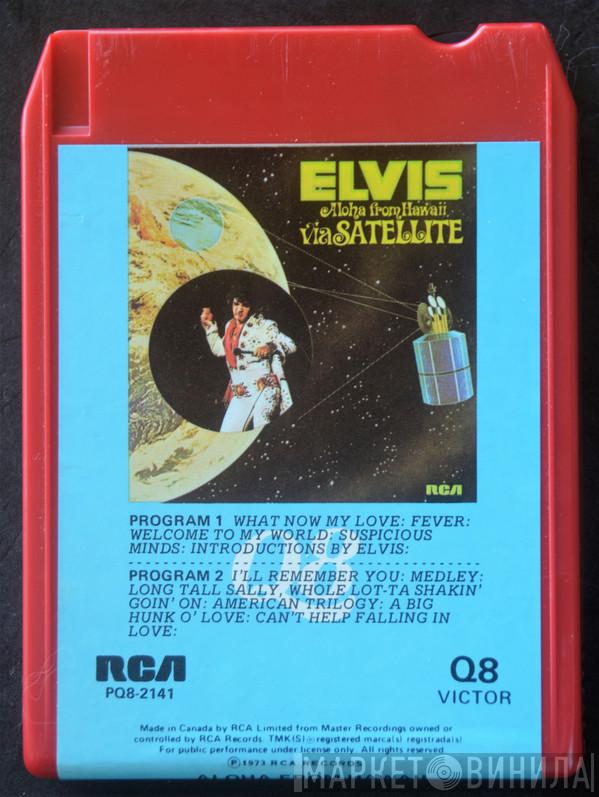 ELVIS
Aloha from Hawaii
via SATELLITE
RCA
PROGRAM 1 WHAT NOW MY LOVE: FEVER:
WELCOME TO MY WORLD: SUSPICIOUS
MINDS: INTRODUCTIONS BY ELVIS:
Q8
PROGRAM 2 I'LL REMEMBER YOU: MEDLEY:
LONG TALL SALLY, WHOLE LOT-TA SHAKIN'
GOIN' ON: AMERICAN TRILOGY: A BIG
HUNK O' LOVE: CAN'T HELP FALLING IN
LOVE:
RCA
PQ8-2141
Q8
VICTOR
Made in Canada by RCA Limited from Master Recordings owned or
controlled by RCA Records. TMK(S)® registered marca(s) registrada(s)
For public performance under license only. All rights reserved
℗ 1973 RCA RECORDS
МАРКЕТ ВИНИЛА